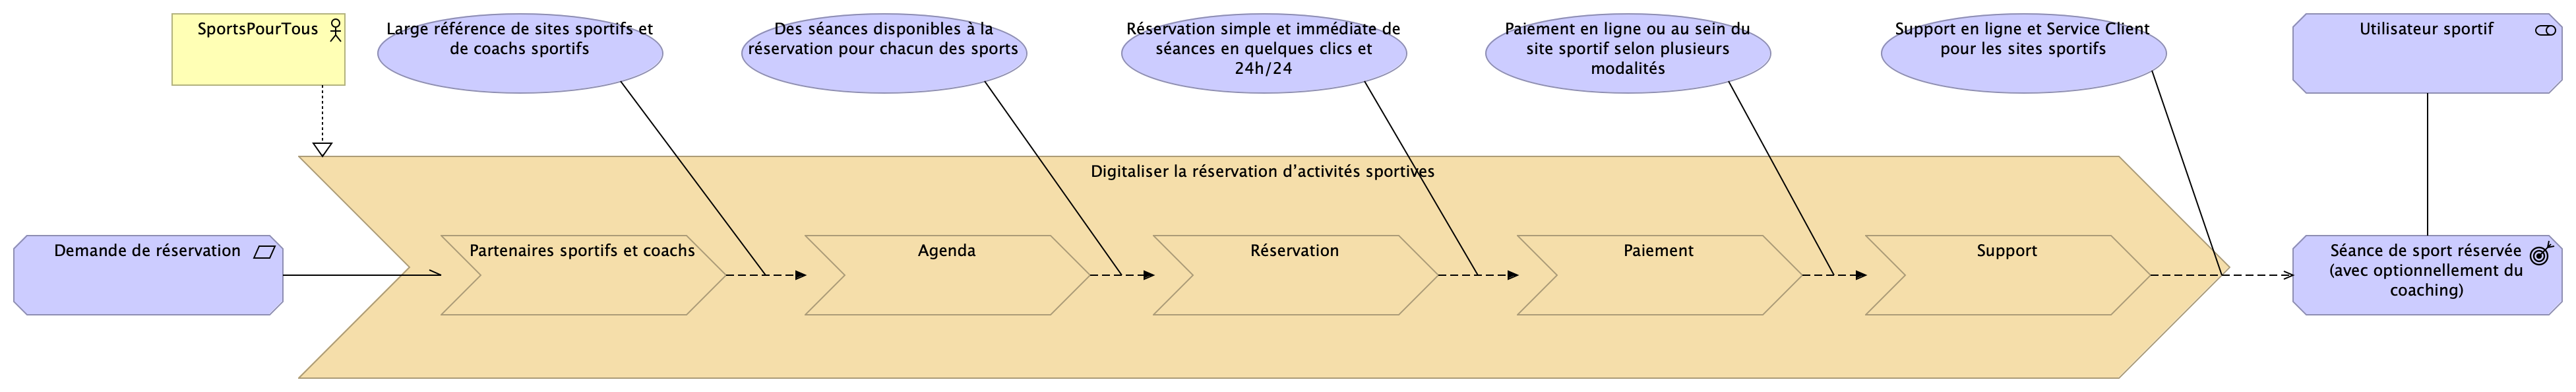 SportsPourTous
Large référence de sites sportifs et
de coachs sportifs
Des séances disponibles à la
réservation pour chacun des sports
Réservation simple et immédiate de
séances en quelques clics et
24h/24
Paiement en ligne ou au sein du
site sportif selon plusieurs
modalités
Support en ligne et Service Client
pour les sites sportifs
Utilisateur sportif
Digitaliser la réservation d’activités sportives
Demande de réservation
Partenaires sportifs et coachs
Agenda
Réservation
Paiement
Support
Séance de sport réservée
(avec optionnellement du
coaching)